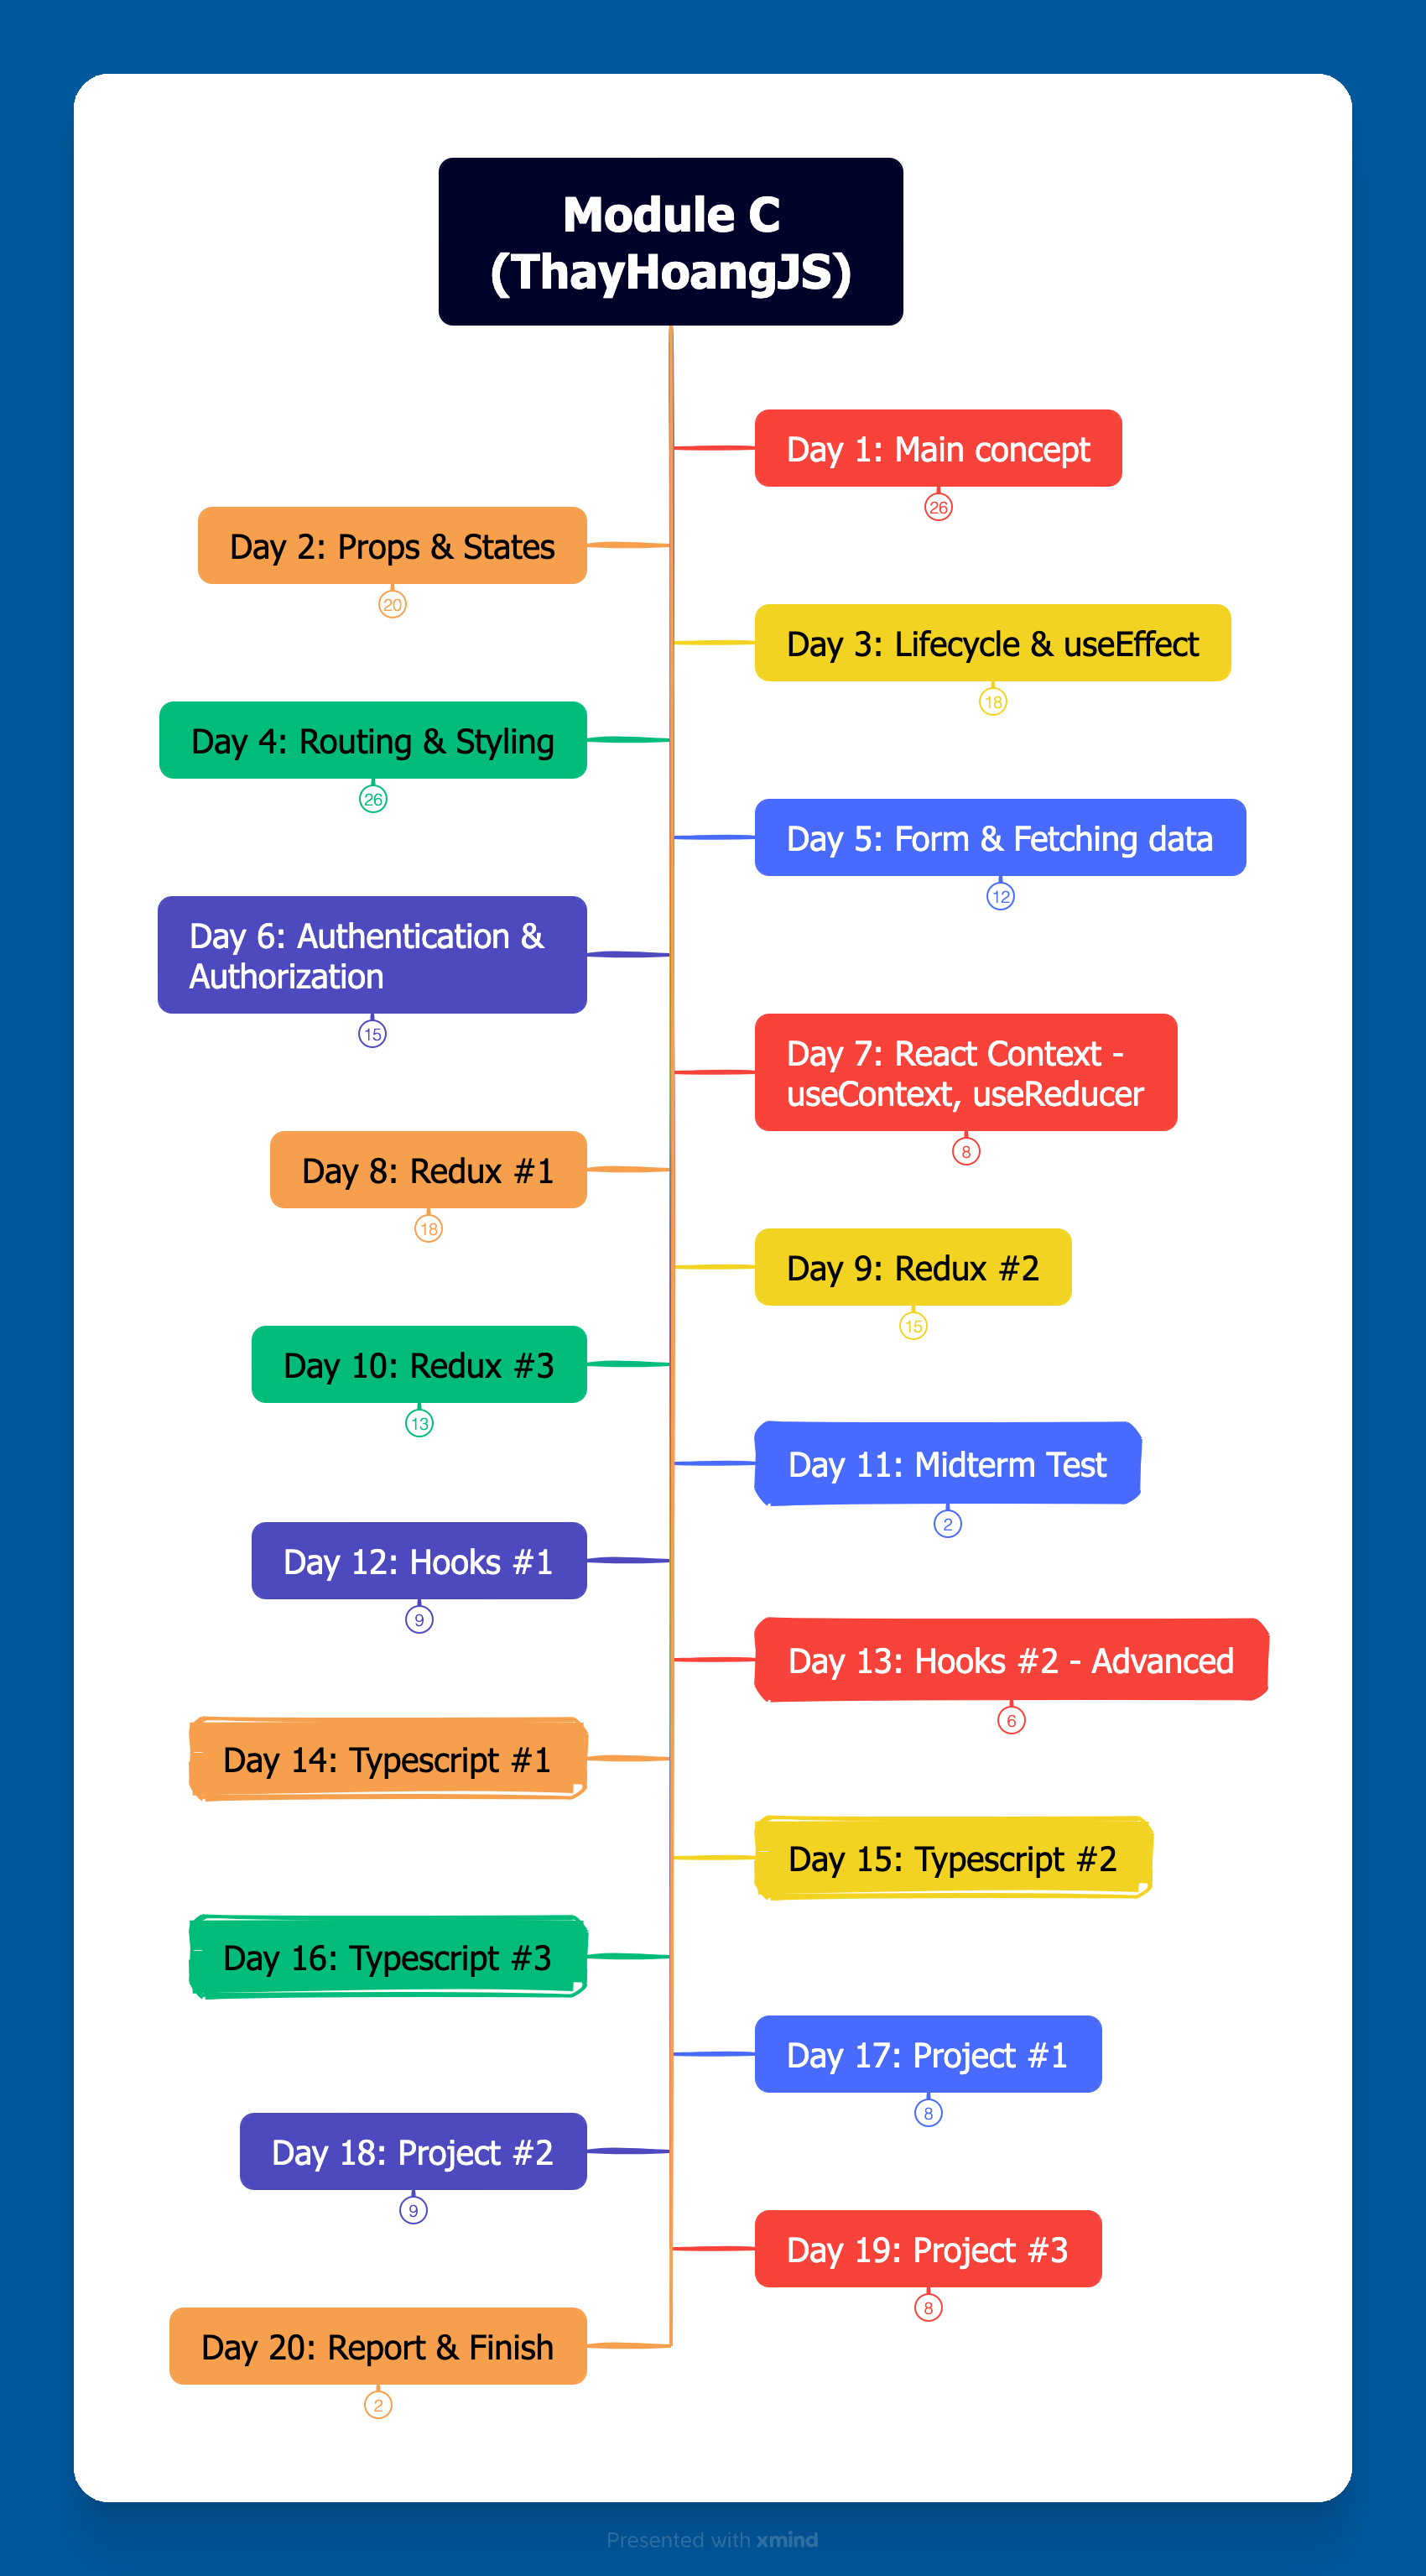 Module C
(ThayHoangJS)
Day 1: Main concept
26
Day 2: Props & States
20
Day 3: Lifecycle & useEffect
18
Day 4: Routing & Styling
26
Day 5: Form & Fetching data
12
Day 6: Authentication &
Authorization
15
Day 7: React Context -
useContext, useReducer
8
Day 8: Redux #1
18
Day 9: Redux #2
15
Day 10: Redux #3
13
Day 11: Midterm Test
2
Day 12: Hooks #1
9
Day 13: Hooks #2 - Advanced
6
Day 14: Typescript #1
Day 15: Typescript #2
Day 16: Typescript #3
Day 17: Project #1
8
Day 18: Project #2
9
Day 19: Project #3
8
Day 20: Report & Finish
2
Presented with xmind